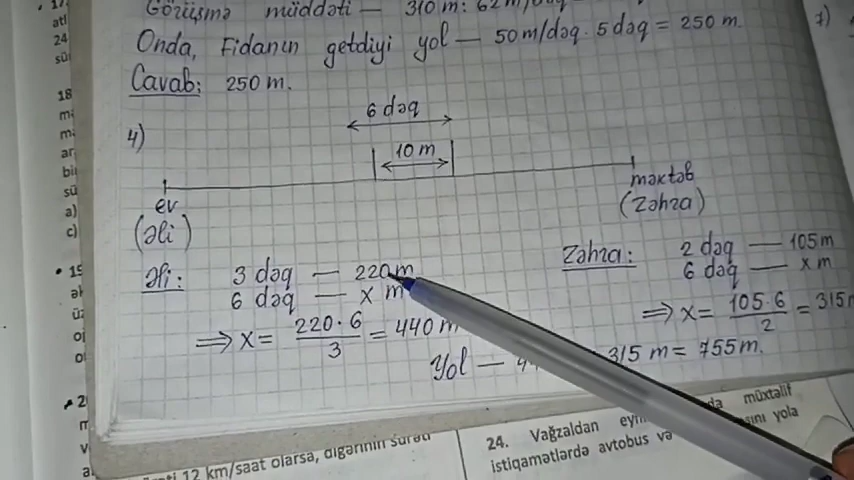 Görüşmə müddəti — 310 m:
Onda, Fidanın getdiyi yol — 50 m/dəq · 5 dəq = 250 m.
Cavab: 250 m.
4)
6 dəq
10 m
ev
(Əli)
məktəb
(Zəhra)
Əli: 3 dəq — 220 m
6 dəq — x m
⟹ x = 220·6/3 = 440 m
Zəhra: 2 dəq — 105 m
6 dəq — x m
⟹ x = 105·6/2 = 315
Yol — 315 m = 755 m.
7)
18
a)
c)
12 km/saat olarsa, digərinin sürəti
24. Vağzaldan müxtəlif
istiqamətlərdə avtobus və yola